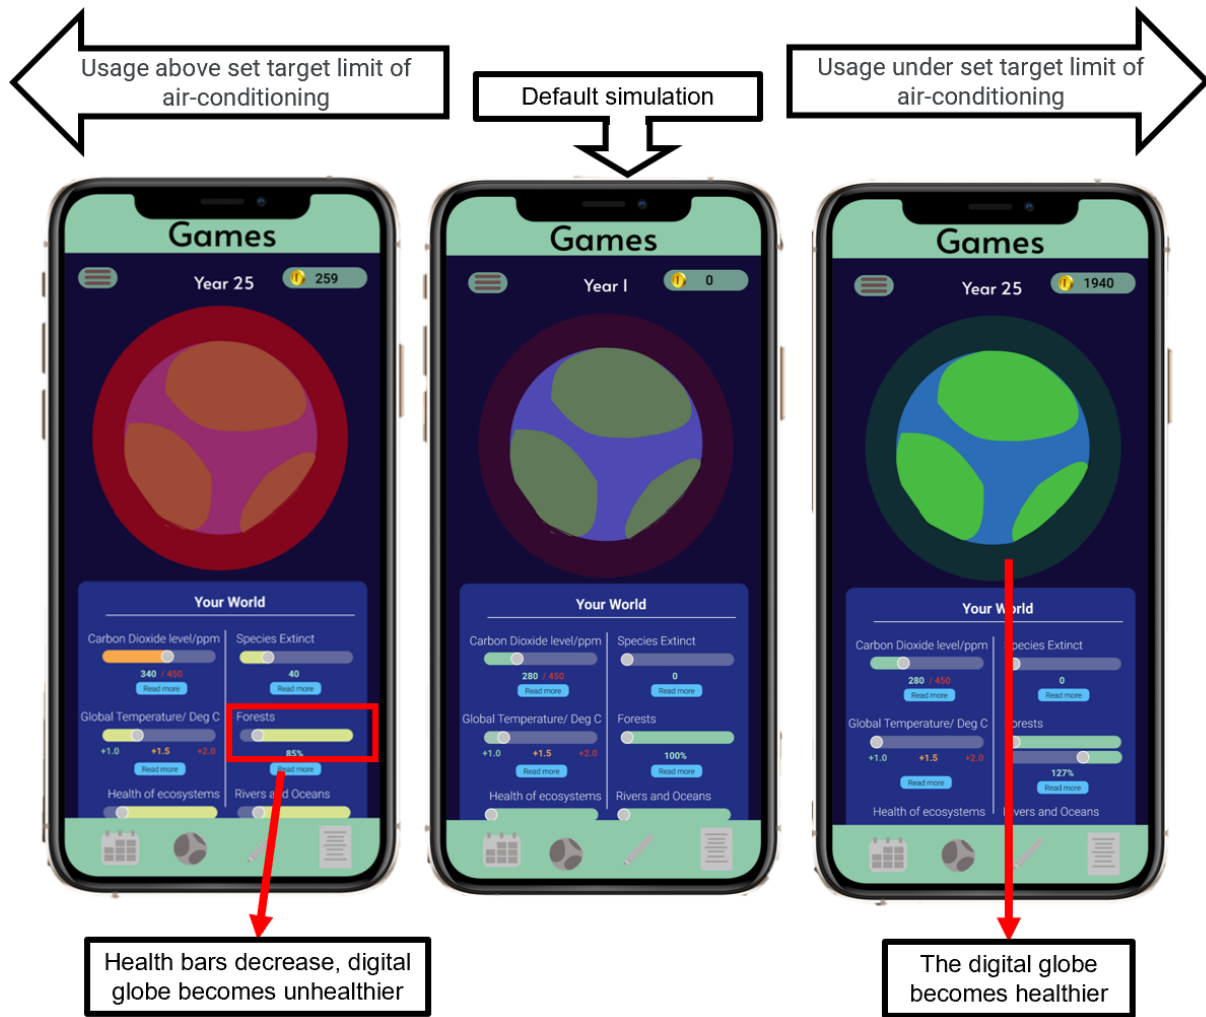 Usage above set target limit of
air-conditioning
Default simulation
Usage under set target limit of
air-conditioning
Games
Year 25
259
Your World
Carbon Dioxide level/ppm
Species Extinct
340 / 450
40
Read more
Read more
Global Temperature/ Deg C
Forests
+1.0 +1.5 +2.0
85%
Read more
Read more
Health of ecosystems
Rivers and Oceans
Games
Year 1
0
Your World
Carbon Dioxide level/ppm
Species Extinct
280 / 450
0
Read more
Read more
Global Temperature/ Deg C
Forests
+1.0 +1.5 +2.0
100%
Read more
Read more
Health of ecosystems
Rivers and Oceans
Games
Year 25
1940
Your World
Carbon Dioxide level/ppm
Species Extinct
280 / 450
0
Read more
Read more
Global Temperature/ Deg C
Forests
+1.0 +1.5 +2.0
127%
Read more
Read more
Health of ecosystems
Rivers and Oceans
Health bars decrease, digital
globe becomes unhealthier
The digital globe
becomes healthier